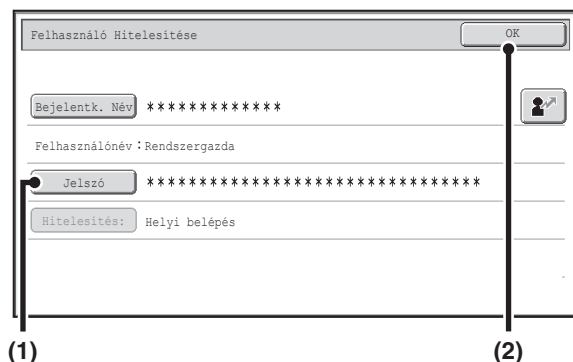 Felhasználó Hitelesítése
OK
Bejelentk. Név *************
Felhasználónév:Rendszergazda
Jelszó ********************************
Hitelesítés: Helyi belépés
(1)
(2)